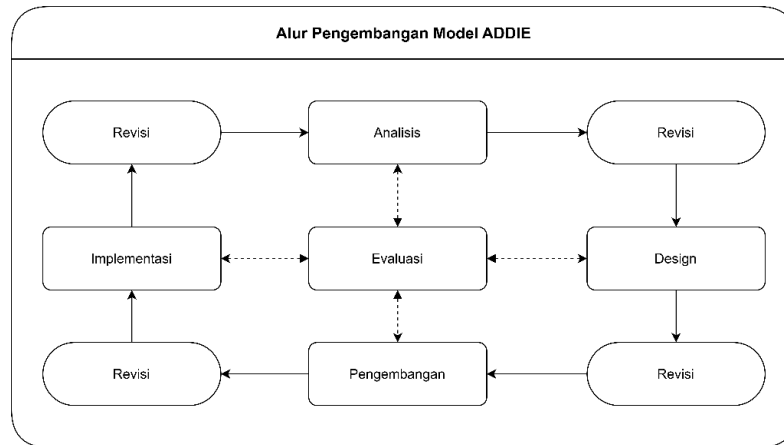 Alur Pengembangan Model ADDIE
Revisi
Analisis
Revisi
Implementasi
Evaluasi
Design
Revisi
Pengembangan
Revisi